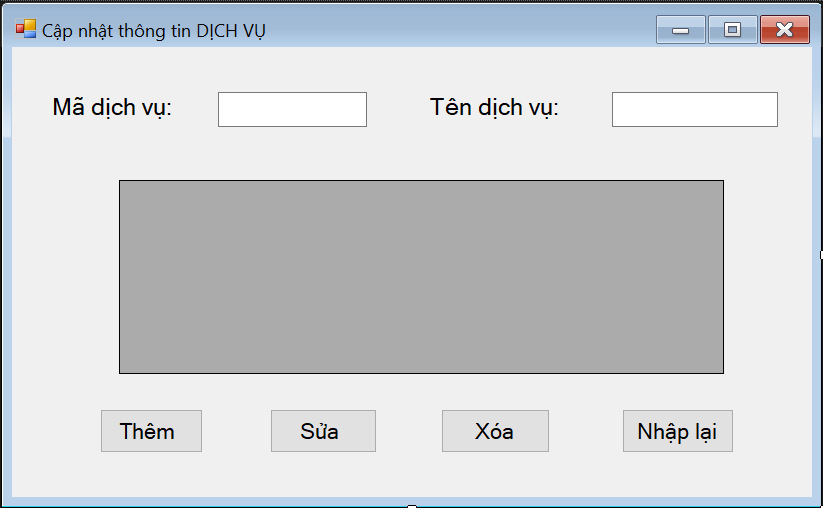 Cập nhật thông tin DỊCH VỤ
Mã dịch vụ: Tên dịch vụ:
Thêm Sửa Xóa Nhập lại